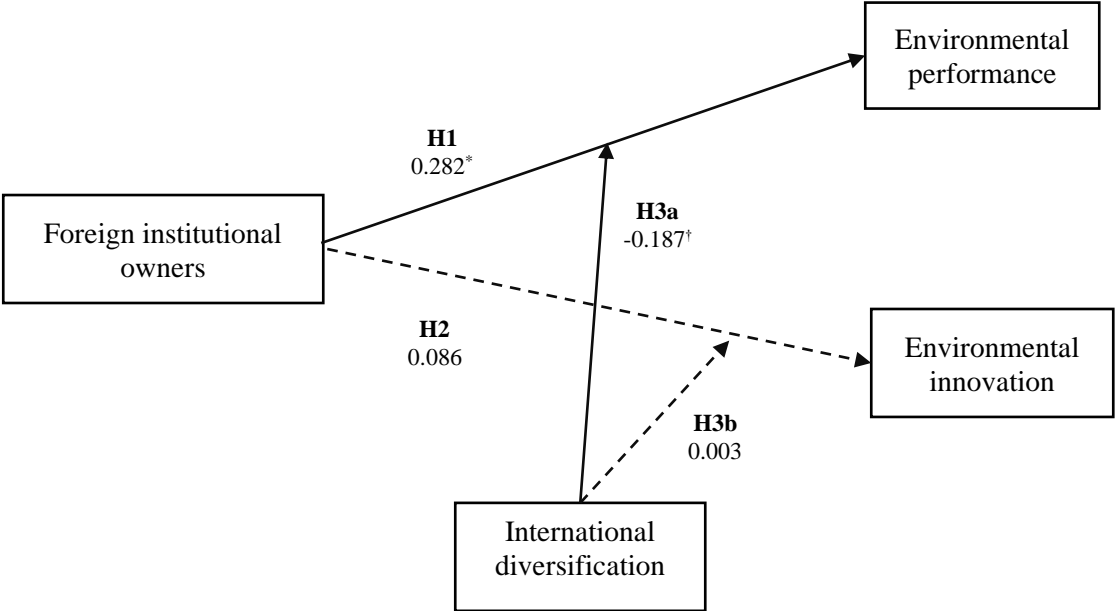 Environmental
performance
H1
0.282*
H3a
-0.187†
Foreign institutional
owners
H2
0.086
Environmental
innovation
H3b
0.003
International
diversification